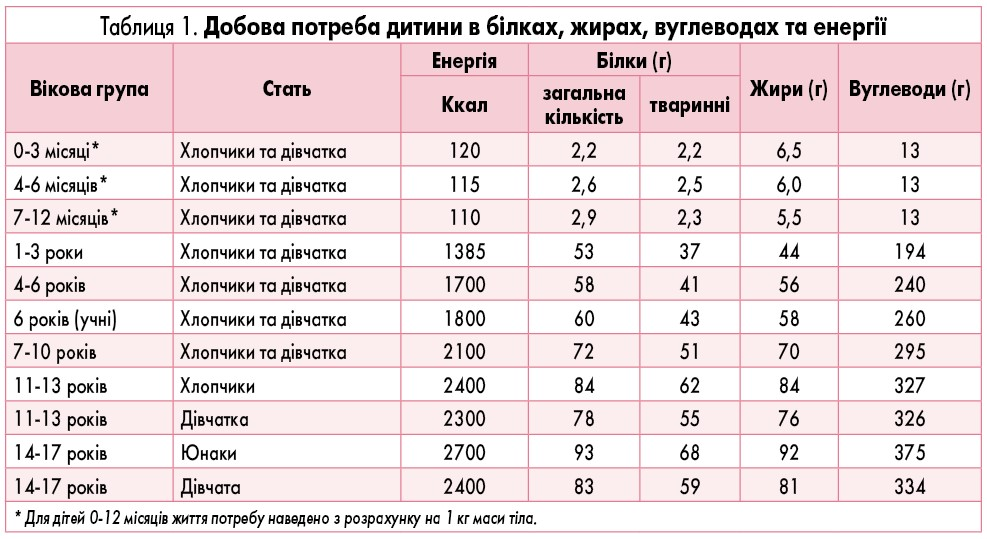 Таблиця 1. Добова потреба дитини в білках, жирах, вуглеводах та енергії
Вікова група Стать Енергія Білки (г) Жири (г) Вуглеводи (г)
Ккал загальна кількість тваринні
0-3 місяці* Хлопчики та дівчатка 120 2,2 2,2 6,5 13
4-6 місяців* Хлопчики та дівчатка 115 2,6 2,5 6,0 13
7-12 місяців* Хлопчики та дівчатка 110 2,9 2,3 5,5 13
1-3 роки Хлопчики та дівчатка 1385 53 37 44 194
4-6 років Хлопчики та дівчатка 1700 58 41 56 240
6 років (учні) Хлопчики та дівчатка 1800 60 43 58 260
7-10 років Хлопчики та дівчатка 2100 72 51 70 295
11-13 років Хлопчики 2400 84 62 84 327
11-13 років Дівчатка 2300 78 55 76 326
14-17 років Юнаки 2700 93 68 92 375
14-17 років Дівчата 2400 83 59 81 334
* Для дітей 0-12 місяців життя потребу наведено з розрахунку на 1 кг маси тіла.